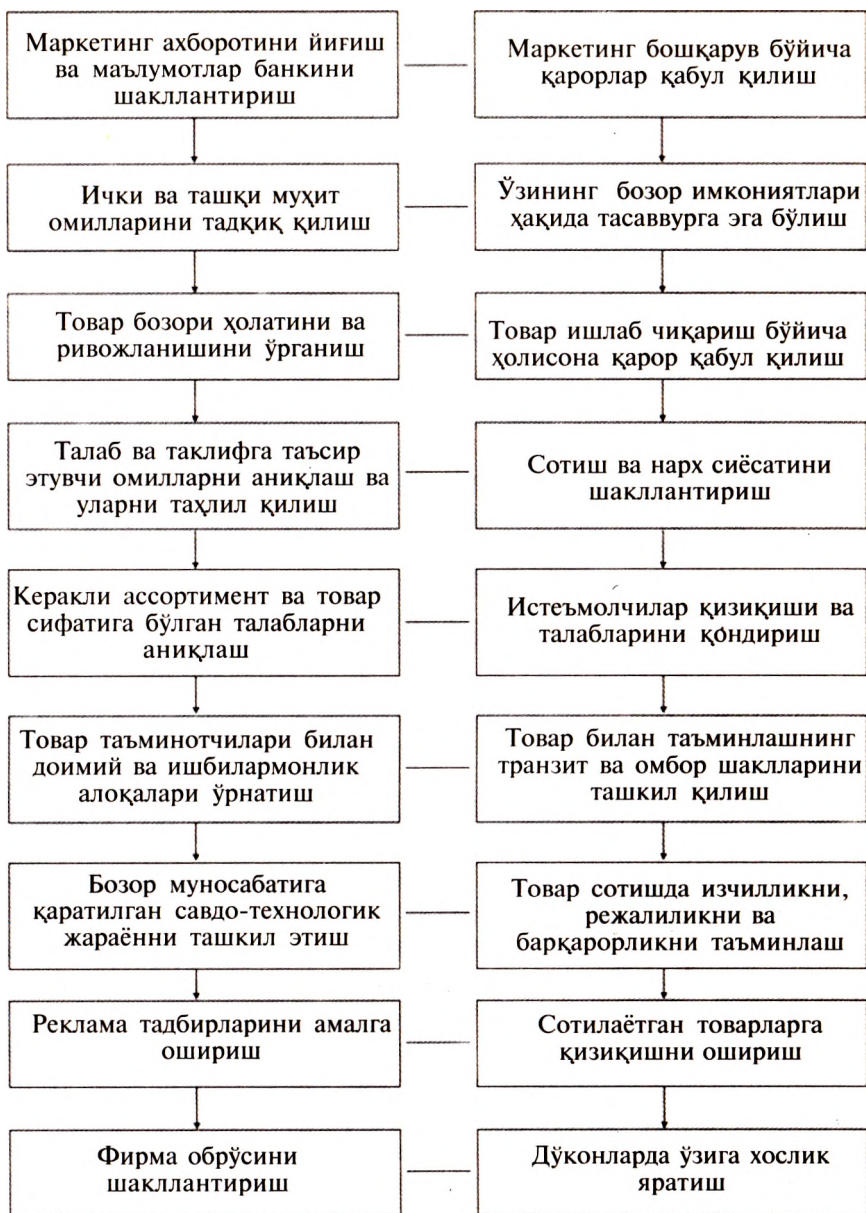 Маркетинг ахборотини йиғиш
ва маълумотлар банкини
шакллантириш
Маркетинг бошқарув бўйича
қарорлар қабул қилиш
Ички ва ташқи муҳит
омилларини тадқиқ қилиш
Ўзининг бозор имкониятлари
ҳақида тасаввурга эга бўлиш
Товар бозори ҳолатини ва
ривожланишини ўрганиш
Товар ишлаб чиқариш бўйича
ҳолисона қарор қабул қилиш
Талаб ва таклифга таъсир
этувчи омилларни аниқлаш ва
уларни таҳлил қилиш
Сотиш ва нарх сиёсатини
шакллантириш
Керакли ассортимент ва товар
сифатига бўлган талабларни
аниқлаш
Истеъмолчилар қизиқиши ва
талабларини қондириш
Товар таъминотчилари билан
доимий ва ишбилармонлик
алоқалари ўрнатиш
Товар билан таъминлашнинг
транзит ва омбор шаклларини
ташкил қилиш
Бозор муносабатига
қаратилган савдо-технологик
жараённи ташкил этиш
Товар сотишда изчилликни,
режалиликни ва
барқарорликни таъминлаш
Реклама тадбирларини амалга
ошириш
Сотилаётган товарларга
қизиқишни ошириш
Фирма обрўсини
шакллантириш
Дўконларда ўзига хослик
яратиш